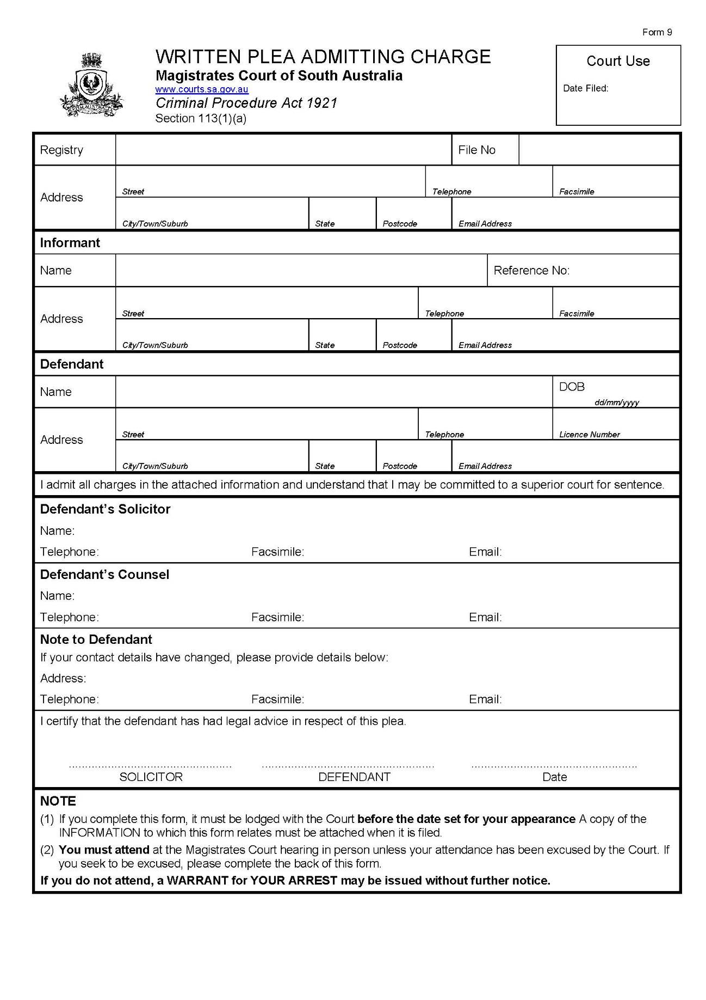 Form 9
WRITTEN PLEA ADMITTING CHARGE
Magistrates Court of South Australia
www.courts.sa.gov.au
Criminal Procedure Act 1921
Section 113(1)(a)
Court Use
Date Filed:
Registry
File No
Address
Street
Telephone
Facsimile
City/Town/Suburb
State
Postcode
Email Address
Informant
Name
Reference No:
Address
Street
Telephone
Facsimile
City/Town/Suburb
State
Postcode
Email Address
Defendant
Name
DOB
dd/mm/yyyy
Address
Street
Telephone
Licence Number
City/Town/Suburb
State
Postcode
Email Address
I admit all charges in the attached information and understand that I may be committed to a superior court for sentence.
Defendant’s Solicitor
Name:
Telephone: Facsimile: Email:
Defendant’s Counsel
Name:
Telephone: Facsimile: Email:
Note to Defendant
If your contact details have changed, please provide details below:
Address:
Telephone: Facsimile: Email:
I certify that the defendant has had legal advice in respect of this plea.
SOLICITOR DEFENDANT Date
NOTE
(1) If you complete this form, it must be lodged with the Court before the date set for your appearance A copy of the
INFORMATION to which this form relates must be attached when it is filed.
(2) You must attend at the Magistrates Court hearing in person unless your attendance has been excused by the Court. If
you seek to be excused, please complete the back of this form.
If you do not attend, a WARRANT for YOUR ARREST may be issued without further notice.